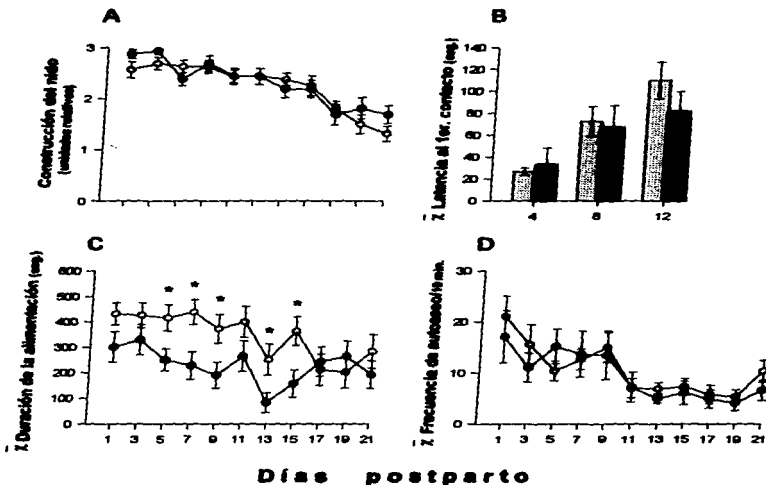 A
Construcción del nido
(unidades relativas)
3
2
1
0
B
x̄ Latencia al 1er. contacto (seg.)
140
120
100
80
60
40
20
0
4
8
12
C
x̄ Duración de la alimentación (seg.)
600
500
400
300
200
100
0
* * * * *
1 3 5 7 9 11 13 15 17 19 21
D
x̄ Frecuencia de autoaseo/10 min.
30
20
10
0
1 3 5 7 9 11 13 15 17 19 21
Días postparto